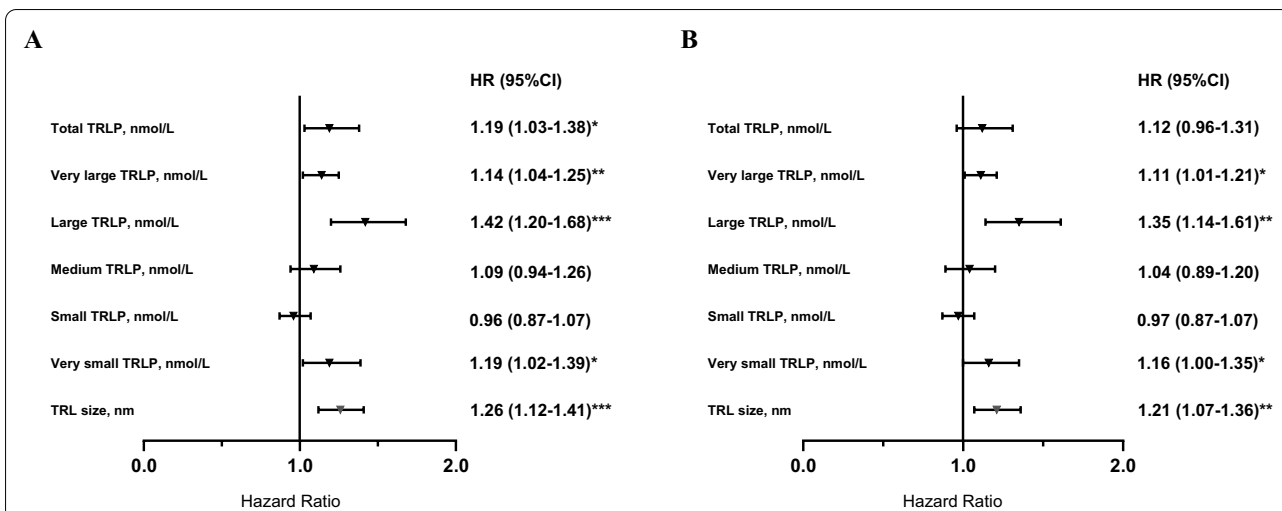 A
HR (95%CI)
Total TRLP, nmol/L 1.19 (1.03-1.38)*
Very large TRLP, nmol/L 1.14 (1.04-1.25)**
Large TRLP, nmol/L 1.42 (1.20-1.68)***
Medium TRLP, nmol/L 1.09 (0.94-1.26)
Small TRLP, nmol/L 0.96 (0.87-1.07)
Very small TRLP, nmol/L 1.19 (1.02-1.39)*
TRL size, nm 1.26 (1.12-1.41)***
0.0 1.0 2.0
Hazard Ratio
B
HR (95%CI)
Total TRLP, nmol/L 1.12 (0.96-1.31)
Very large TRLP, nmol/L 1.11 (1.01-1.21)*
Large TRLP, nmol/L 1.35 (1.14-1.61)**
Medium TRLP, nmol/L 1.04 (0.89-1.20)
Small TRLP, nmol/L 0.97 (0.87-1.07)
Very small TRLP, nmol/L 1.16 (1.00-1.35)*
TRL size, nm 1.21 (1.07-1.36)**
0.0 1.0 2.0
Hazard Ratio